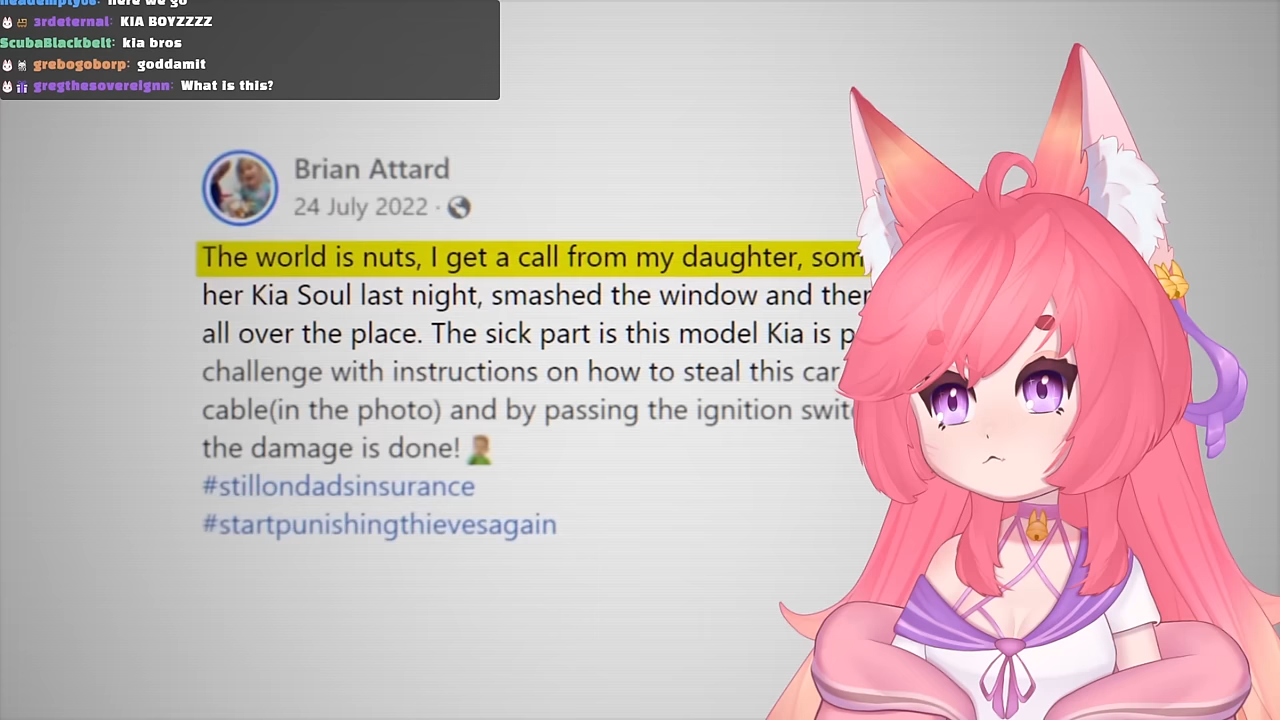 here we go
3rdeternal: KIA BOYZZZZ
ScubaBlackbelt: kia bros
grebogoborp: goddamit
gregthesovereignn: What is this?
Brian Attard
24 July 2022 ·
The world is nuts, I get a call from my daughter, som
her Kia Soul last night, smashed the window and then
all over the place. The sick part is this model Kia is p
challenge with instructions on how to steal this car
cable(in the photo) and by passing the ignition swit
the damage is done!
#stillondadsinsurance
#startpunishingthievesagain